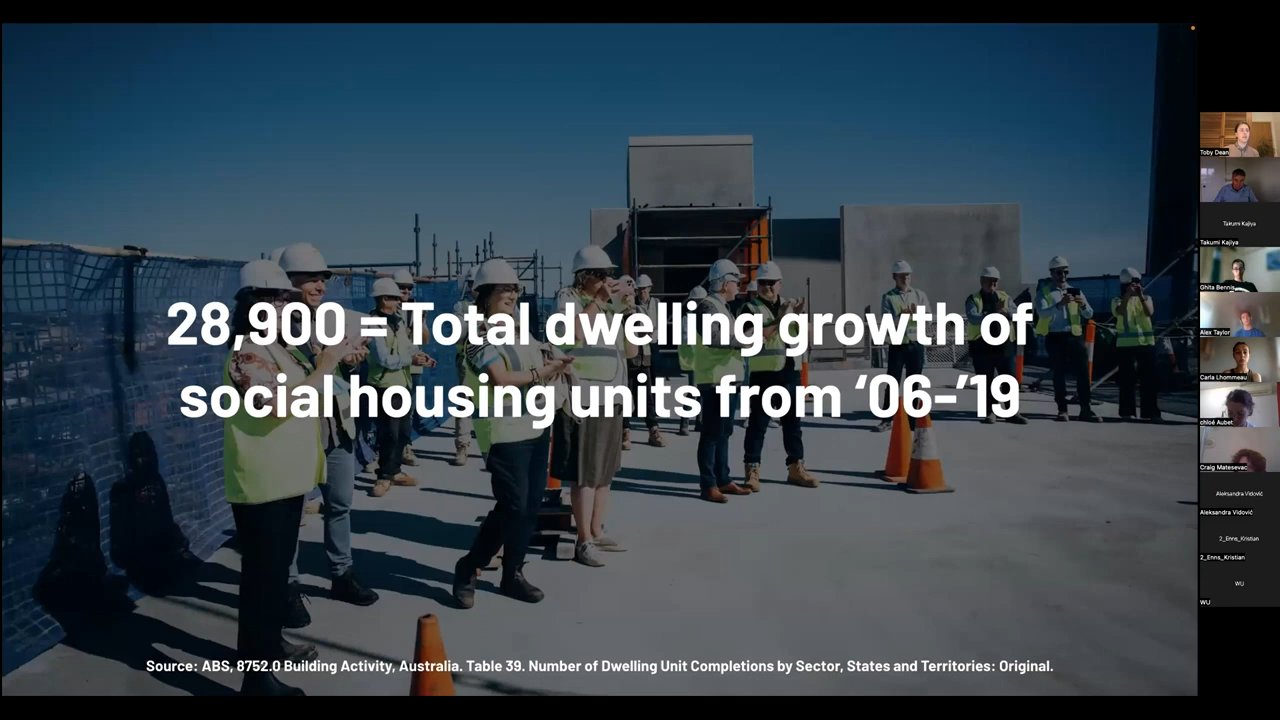 28,900 = Total dwelling growth of
social housing units from ‘06-’19
Source: ABS, 8752.0 Building Activity, Australia. Table 39. Number of Dwelling Unit Completions by Sector, States and Territories: Original.
Toby Dean
Takumi Kajiya
Takumi Kajiya
Ghita Bennis
Alex Taylor
Carla Lhommeau
chloé Aubet
Craig Matesevac
Aleksandra Vidović
Aleksandra Vidović
2_Enns_Kristian
2_Enns_Kristian
WU
WU